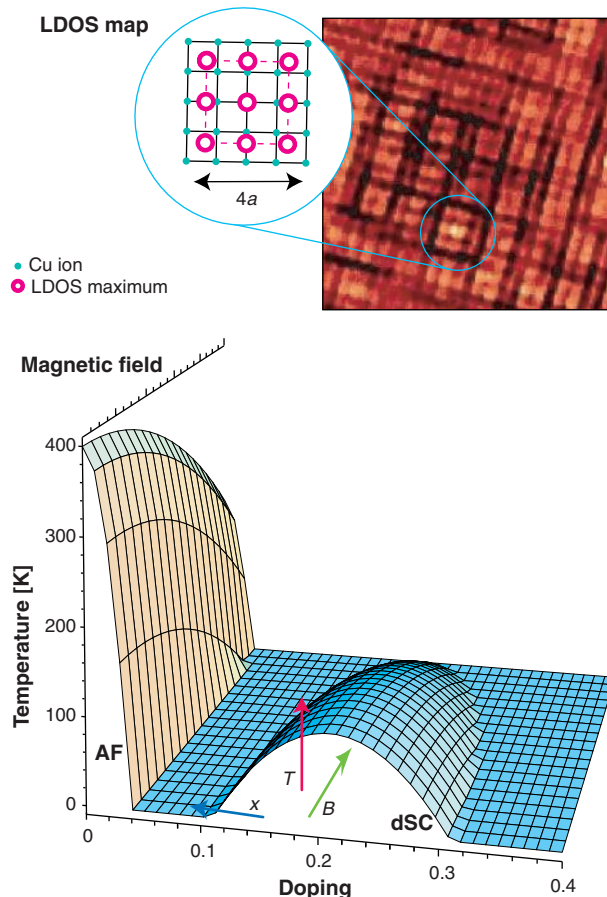 LDOS map
4a
Cu ion
LDOS maximum
Magnetic field
400
300
200
100
0
Temperature [K]
AF
T
x
B
dSC
0
0.1
0.2
0.3
0.4
Doping